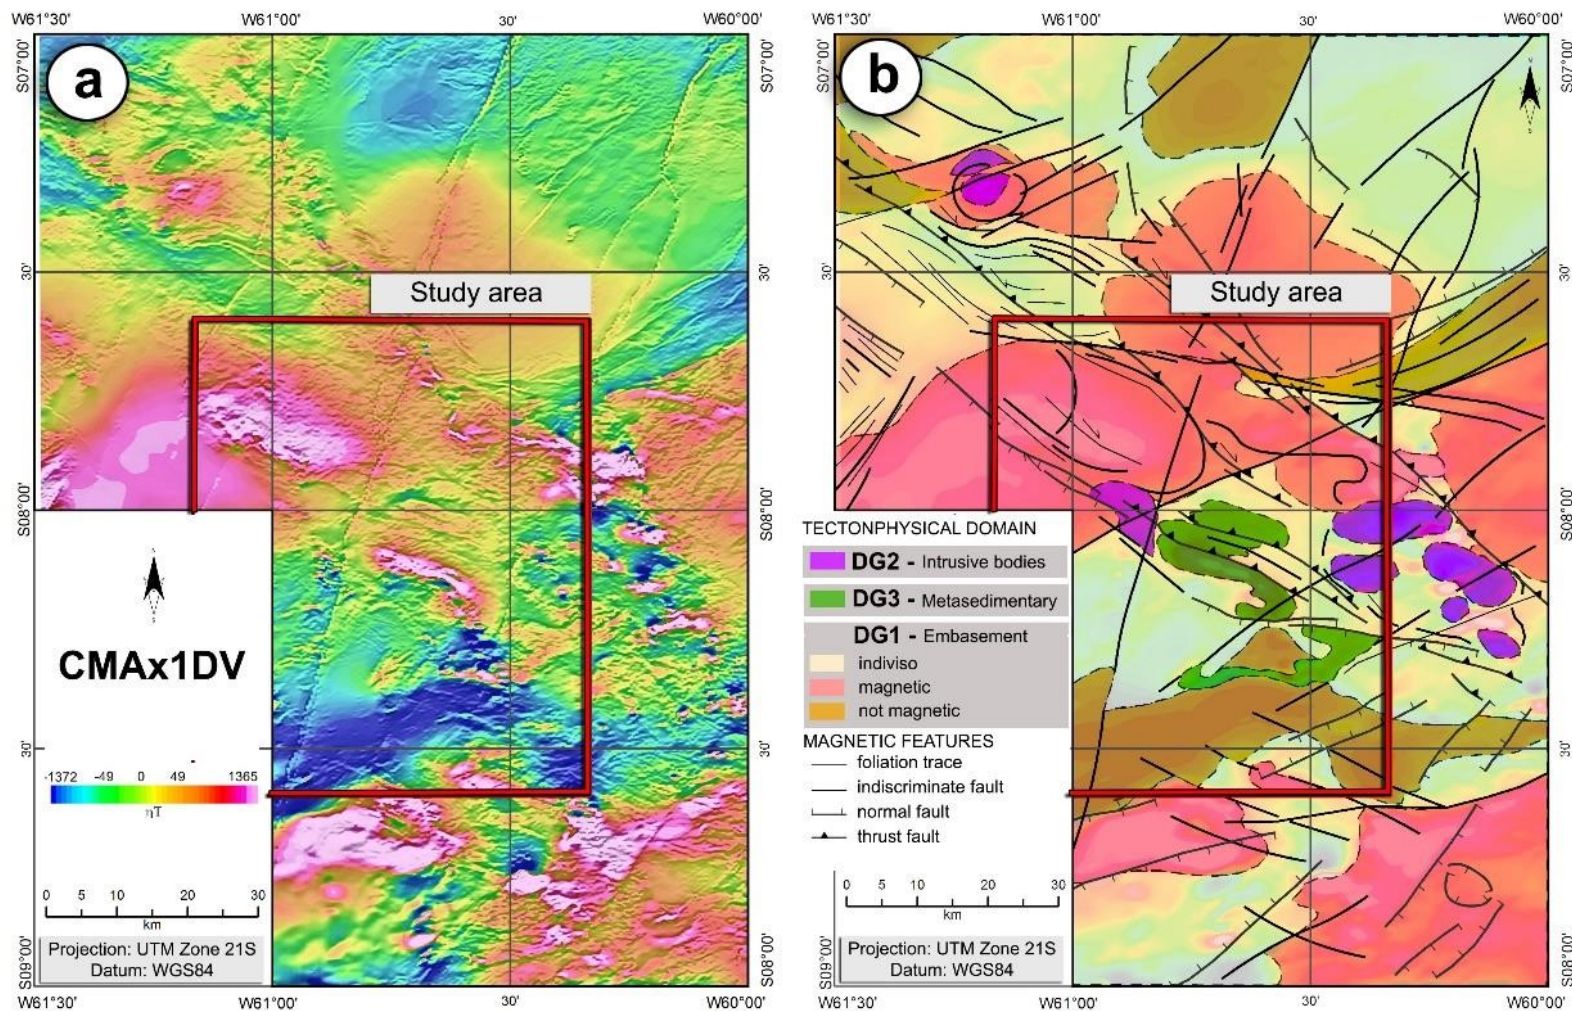 W61°30'
W61°00'
30'
W60°00'
a
S07°00'
S07°00'
30'
30'
Study area
S08°00'
S08°00'
N
CMAx1DV
30'
30'
-1372 -49 0 49 1365
ηT
0 5 10 20 30
km
Projection: UTM Zone 21S
Datum: WGS84
S09°00'
S08°00'
W61°30'
W61°00'
30'
W60°00'
W61°30'
W61°00'
30'
W60°00'
b
N
S07°00'
S07°00'
30'
30'
Study area
S08°00'
S08°00'
TECTONPHYSICAL DOMAIN
DG2 - Intrusive bodies
DG3 - Metasedimentary
DG1 - Embasement
indiviso
magnetic
not magnetic
MAGNETIC FEATURES
foliation trace
indiscriminate fault
normal fault
thrust fault
30'
0 5 10 20 30
km
Projection: UTM Zone 21S
Datum: WGS84
S09°00'
S08°00'
W61°30'
W61°00'
30'
W60°00'